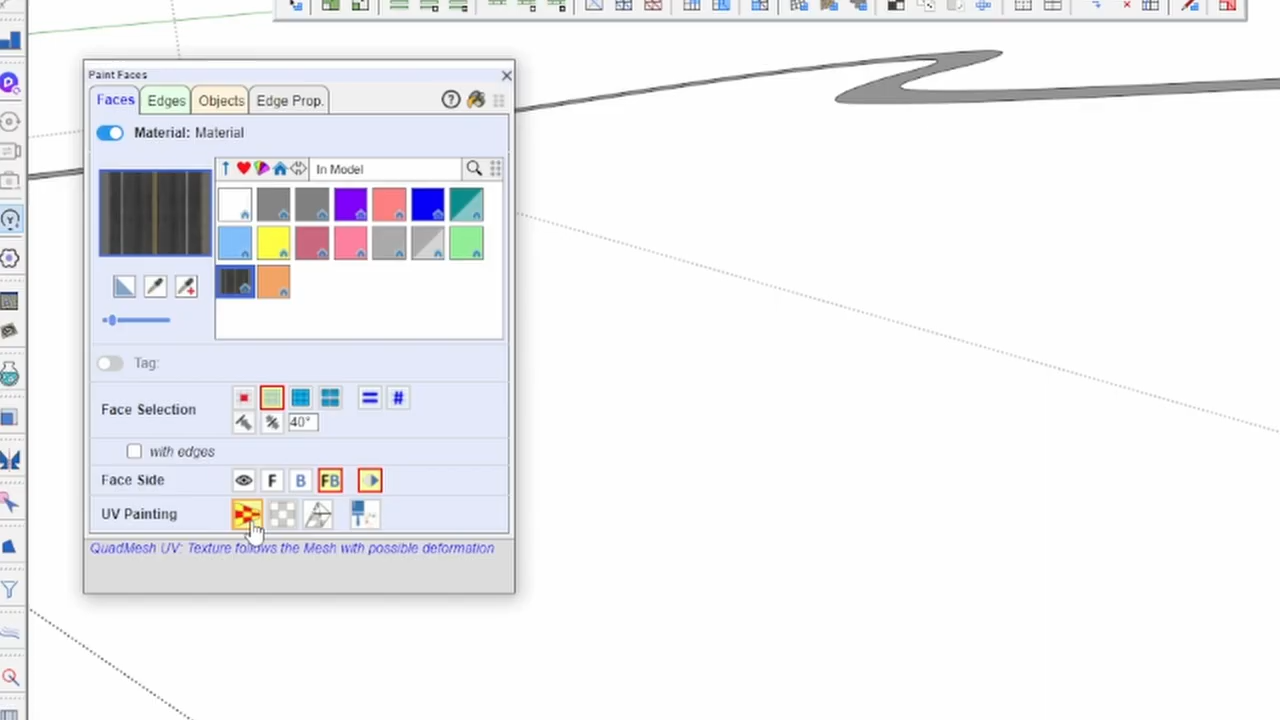 Paint Faces
Faces Edges Objects Edge Prop.
Material: Material
In Model
Tag:
Face Selection
#
40°
with edges
Face Side F B FB
UV Painting
QuadMesh UV: Texture follows the Mesh with possible deformation